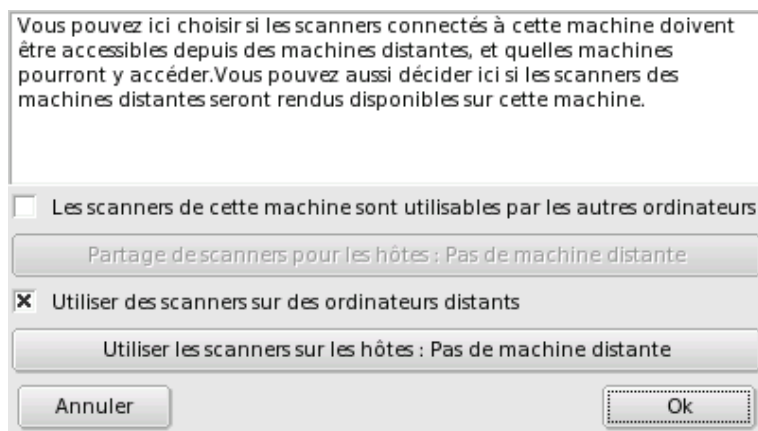 Vous pouvez ici choisir si les scanners connectés à cette machine doivent
être accessibles depuis des machines distantes, et quelles machines
pourront y accéder.Vous pouvez aussi décider ici si les scanners des
machines distantes seront rendus disponibles sur cette machine.
Les scanners de cette machine sont utilisables par les autres ordinateurs
Partage de scanners pour les hôtes : Pas de machine distante
Utiliser des scanners sur des ordinateurs distants
Utiliser les scanners sur les hôtes : Pas de machine distante
Annuler
Ok